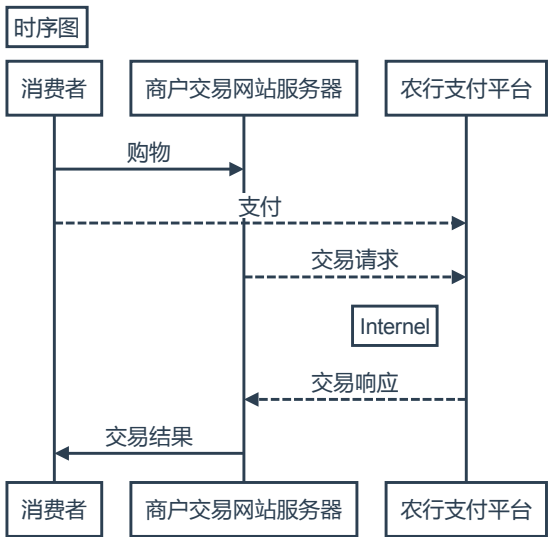 时序图
消费者
商户交易网站服务器
农行支付平台
购物
支付
交易请求
Internel
交易响应
交易结果
消费者
商户交易网站服务器
农行支付平台